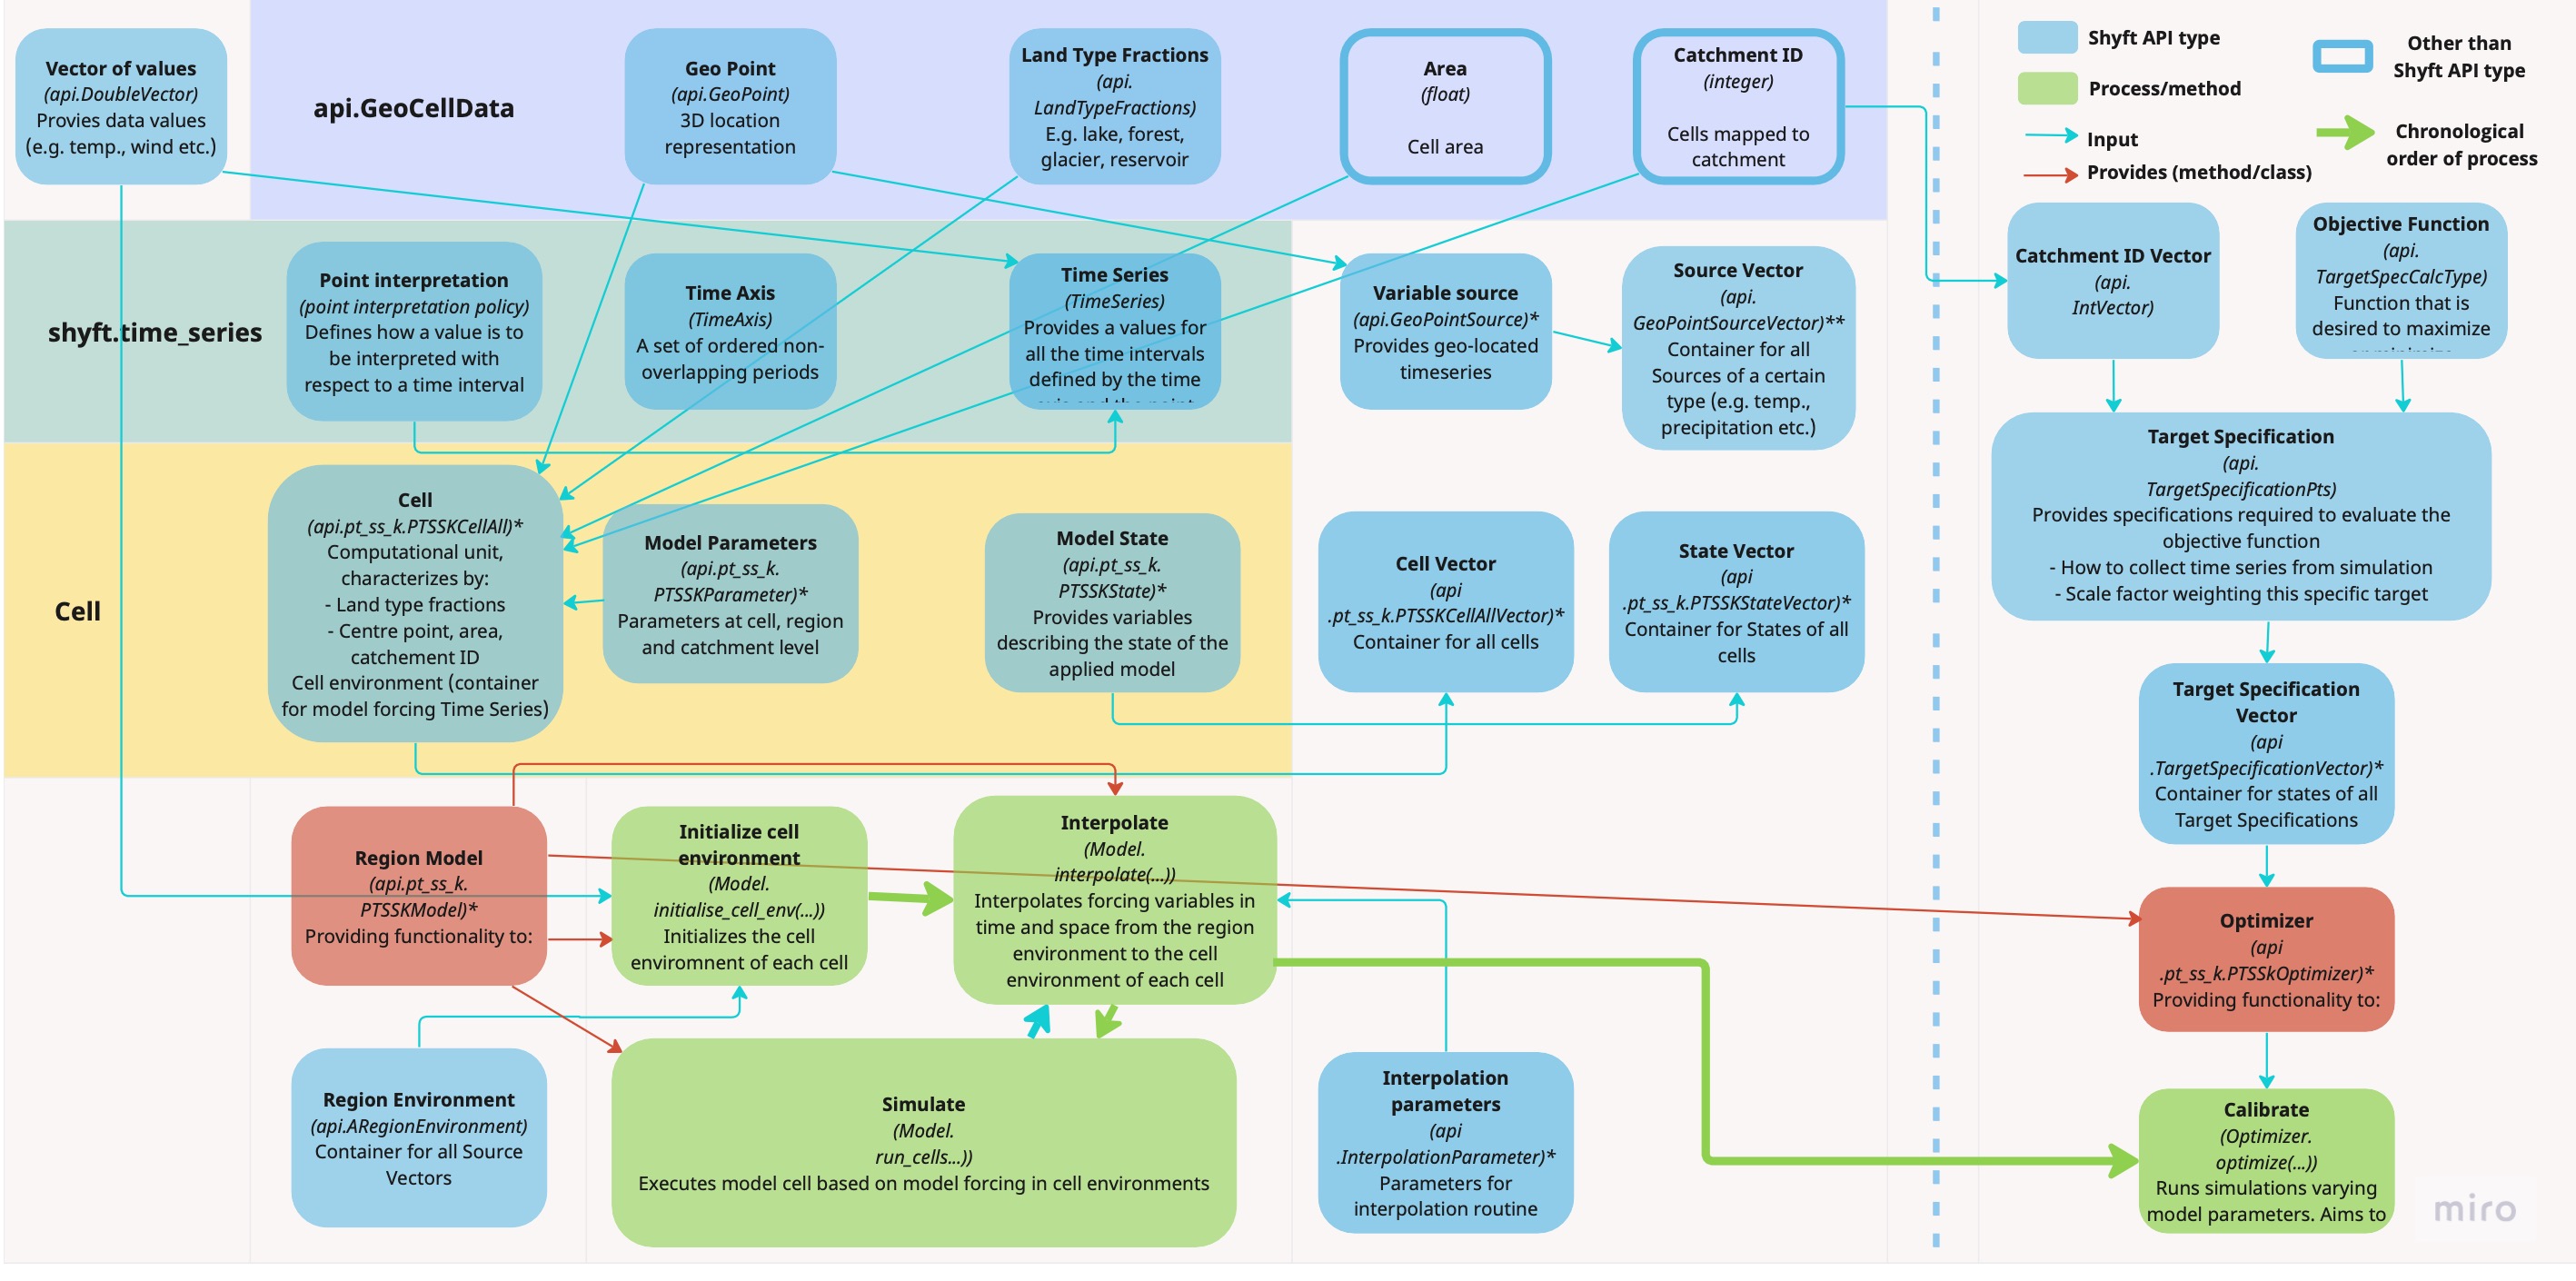 Vector of values
(api.DoubleVector)
Provies data values
(e.g. temp., wind etc.)
api.GeoCellData
Geo Point
(api.GeoPoint)
3D location
representation
Land Type Fractions
(api.
LandTypeFractions)
E.g. lake, forest,
glacier, reservoir
Area
(float)
Cell area
Catchment ID
(integer)
Cells mapped to
catchment
Shyft API type
Other than
Shyft API type
Process/method
Input
Chronological
order of process
Provides (method/class)
shyft.time_series
Point interpretation
(point interpretation policy)
Defines how a value is to
be interpreted with
respect to a time interval
Time Axis
(TimeAxis)
A set of ordered non-
overlapping periods
Time Series
(TimeSeries)
Provides a values for
all the time intervals
defined by the time
axis and the point
Variable source
(api.GeoPointSource)*
Provides geo-located
timeseries
Source Vector
(api.
GeoPointSourceVector)**
Container for all
Sources of a certain
type (e.g. temp.,
precipitation etc.)
Catchment ID Vector
(api.
IntVector)
Objective Function
(api.
TargetSpecCalcType)
Function that is
desired to maximize
Cell
Cell
(api.pt_ss_k.PTSSKCellAll)*
Computational unit,
characterizes by:
- Land type fractions
- Centre point, area,
catchement ID
Cell environment (container
for model forcing Time Series)
Model Parameters
(api.pt_ss_k.
PTSSKParameter)*
Parameters at cell, region
and catchment level
Model State
(api.pt_ss_k.
PTSSKState)*
Provides variables
describing the state of the
applied model
Cell Vector
(api
.pt_ss_k.PTSSKCellAllVector)*
Container for all cells
State Vector
(api
.pt_ss_k.PTSSKStateVector)*
Container for States of all
cells
Target Specification
(api.
TargetSpecificationPts)
Provides specifications required to evaluate the
objective function
- How to collect time series from simulation
- Scale factor weighting this specific target
Target Specification
Vector
(api
.TargetSpecificationVector)*
Container for states of all
Target Specifications
Region Model
(api.pt_ss_k.
PTSSKModel)*
Providing functionality to:
Initialize cell
environment
(Model.
initialise_cell_env(...))
Initializes the cell
enviromnent of each cell
Interpolate
(Model.
interpolate(...))
Interpolates forcing variables in
time and space from the region
environment to the cell
environment of each cell
Optimizer
(api
.pt_ss_k.PTSSkOptimizer)*
Providing functionality to:
Region Environment
(api.ARegionEnvironment)
Container for all Source
Vectors
Simulate
(Model.
run_cells...))
Executes model cell based on model forcing in cell environments
Interpolation
parameters
(api
.InterpolationParameter)*
Parameters for
interpolation routine
Calibrate
(Optimizer.
optimize(...))
Runs simulations varying
model parameters. Aims to
miro